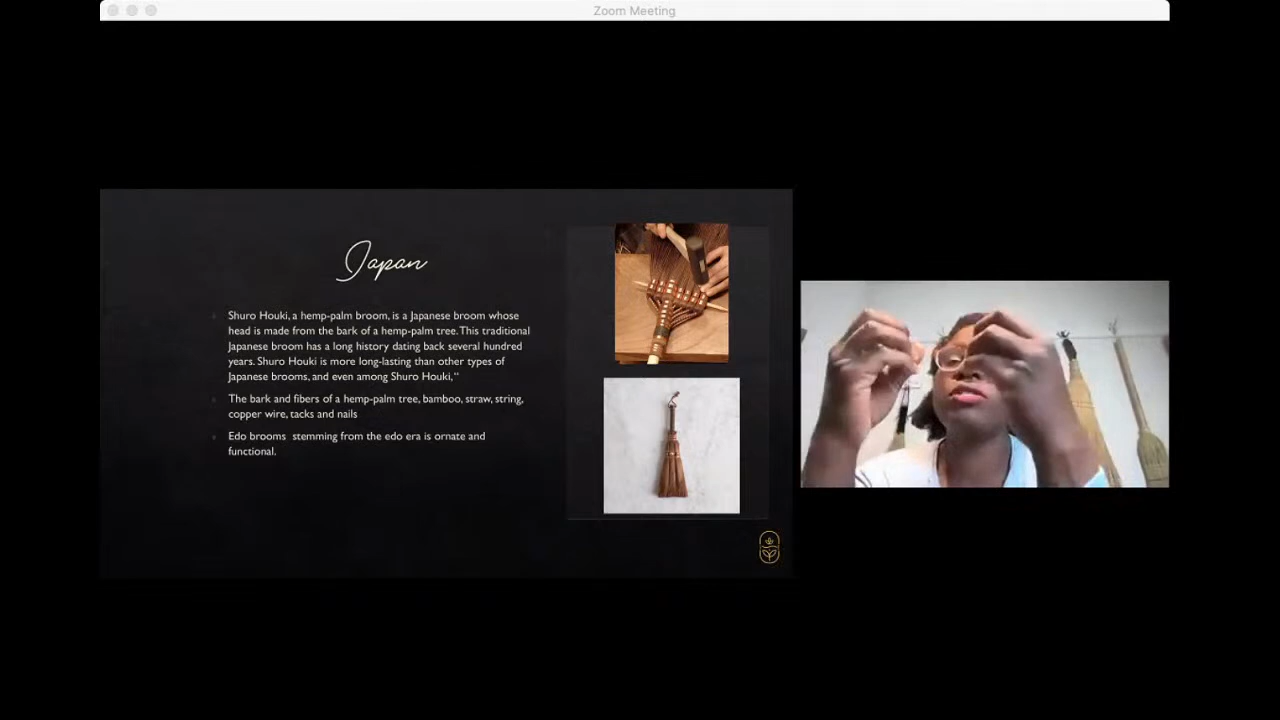 Zoom Meeting
Japan
Shuro Houki, a hemp-palm broom, is a Japanese broom whose
head is made from the bark of a hemp-palm tree. This traditional
Japanese broom has a long history dating back several hundred
years. Shuro Houki is more long-lasting than other types of
Japanese brooms, and even among Shuro Houki,"
The bark and fibers of a hemp-palm tree, bamboo, straw, string,
copper wire, tacks and nails
Edo brooms stemming from the edo era is ornate and
functional.